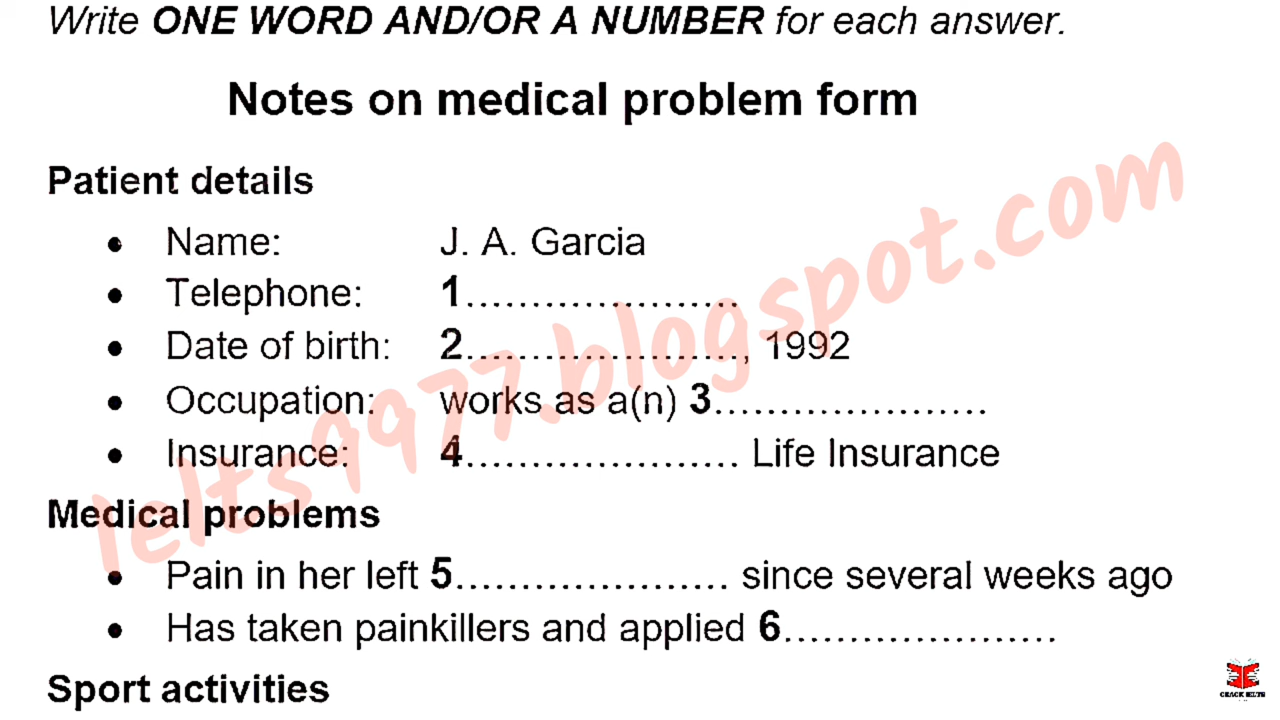 Write ONE WORD AND/OR A NUMBER for each answer.
Notes on medical problem form
Patient details
• Name: J. A. Garcia
• Telephone: 1.....................
• Date of birth: 2....................., 1992
• Occupation: works as a(n) 3.....................
• Insurance: 4..................... Life Insurance
Medical problems
• Pain in her left 5..................... since several weeks ago
• Has taken painkillers and applied 6.....................
Sport activities
Ielts9977.blogspot.com
CRACK IELTS